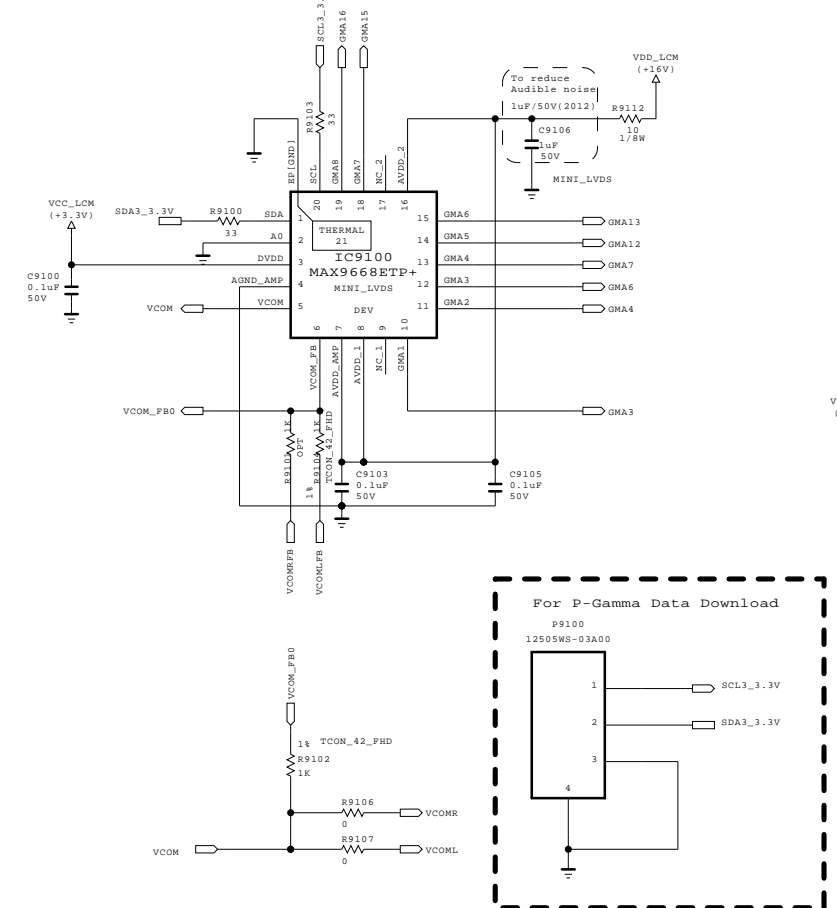 SCL3_3.
GMA16
GMA15
To reduce
Audible noise
1uF/50V(2012)
VDD_LCM
(+16V)
R9112
10
1/8W
C9106
1uF
50V
MINI_LVDS
R9103
33
EP[GND]
SCL
GMA8
GMA7
NC_2
AVDD_2
20
19
18
17
16
VCC_LCM
(+3.3V)
SDA3_3.3V
R9100
33
SDA
A0
DVDD
AGND_AMP
VCOM
1
2
3
4
5
THERMAL
21
IC9100
MAX9668ETP+
MINI_LVDS
DEV
15
14
13
12
11
GMA6
GMA5
GMA4
GMA3
GMA2
GMA13
GMA12
GMA7
GMA6
GMA4
C9100
0.1uF
50V
VCOM
6
7
8
9
10
VCOM_FB
AVDD_AMP
AVDD_1
NC_1
GMA1
GMA3
V
(
VCOM_FB0
1K
OPT
R9101
1K
TCON_42_FHD
R9104
1%
C9103
0.1uF
50V
C9105
0.1uF
50V
VCOMRFB
VCOMLFB
For P-Gamma Data Download
P9100
12505WS-03A00
1
SCL3_3.3V
2
SDA3_3.3V
3
4
VCOM_FB0
1%
TCON_42_FHD
R9102
1K
R9106
0
VCOMR
R9107
0
VCOML
VCOM